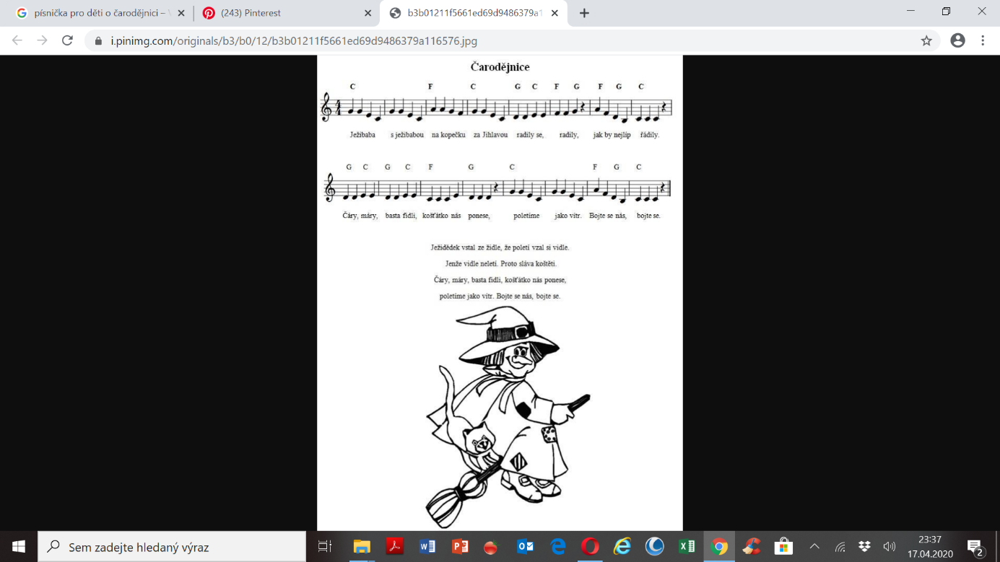 písnička pro děti o čarodějnici –
(243) Pinterest
b3b01211f5661ed69d9486379a1
i.pinimg.com/originals/b3/b0/12/b3b01211f5661ed69d9486379a116576.jpg
Čarodějnice
C F C G C F G F G C
4
4
Ježibaba s ježibabou na kopečku za Jihlavou radily se, radily, jak by nejlíp řádily.
G C G C F G C F G C
Čáry, máry, basta fidli, košťátko nás ponese, poletíme jako vítr. Bojte se nás, bojte se.
Ježidědek vstal ze židle, že poletí vzal si vidle.
Jenže vidle neletí. Proto sláva koštěti.
Čáry, máry, basta fidli, košťátko nás ponese,
poletíme jako vítr. Bojte se nás, bojte se.
Sem zadejte hledaný výraz
23:37
17.04.2020
2